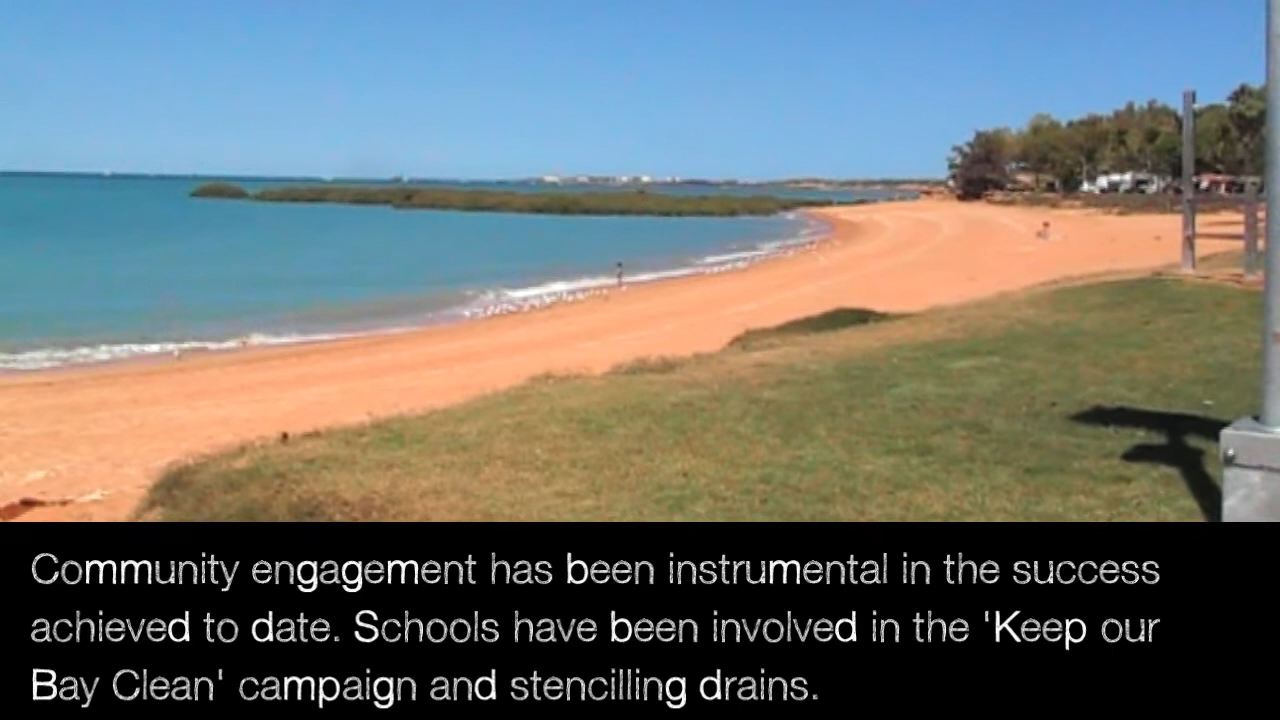 Community engagement has been instrumental in the success
achieved to date. Schools have been involved in the 'Keep our
Bay Clean' campaign and stencilling drains.